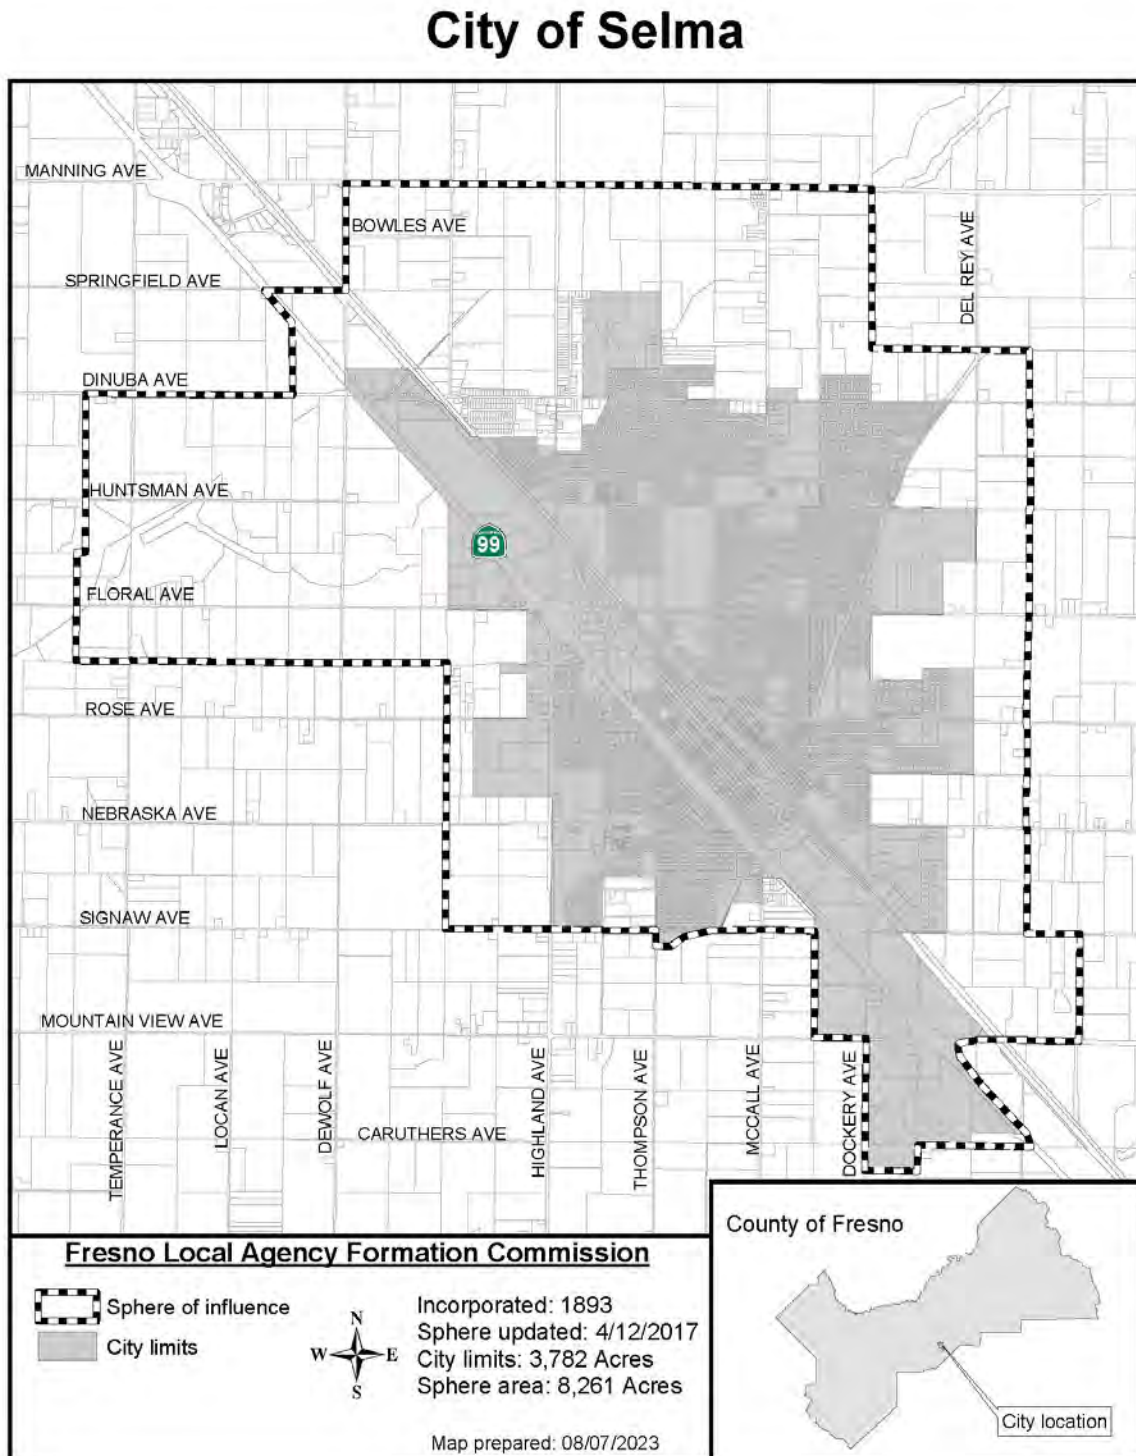 City of Selma
MANNING AVE
BOWLES AVE
DEL REY AVE
SPRINGFIELD AVE
DINUBA AVE
HUNTSMAN AVE
99
FLORAL AVE
ROSE AVE
NEBRASKA AVE
SIGNAW AVE
MOUNTAIN VIEW AVE
TEMPERANCE AVE
LOCAN AVE
DEWOLF AVE
CARUTHERS AVE
HIGHLAND AVE
THOMPSON AVE
MCCALL AVE
DOCKERY AVE
Fresno Local Agency Formation Commission
Sphere of influence
City limits
N
W E
S
Incorporated: 1893
Sphere updated: 4/12/2017
City limits: 3,782 Acres
Sphere area: 8,261 Acres
Map prepared: 08/07/2023
County of Fresno
City location